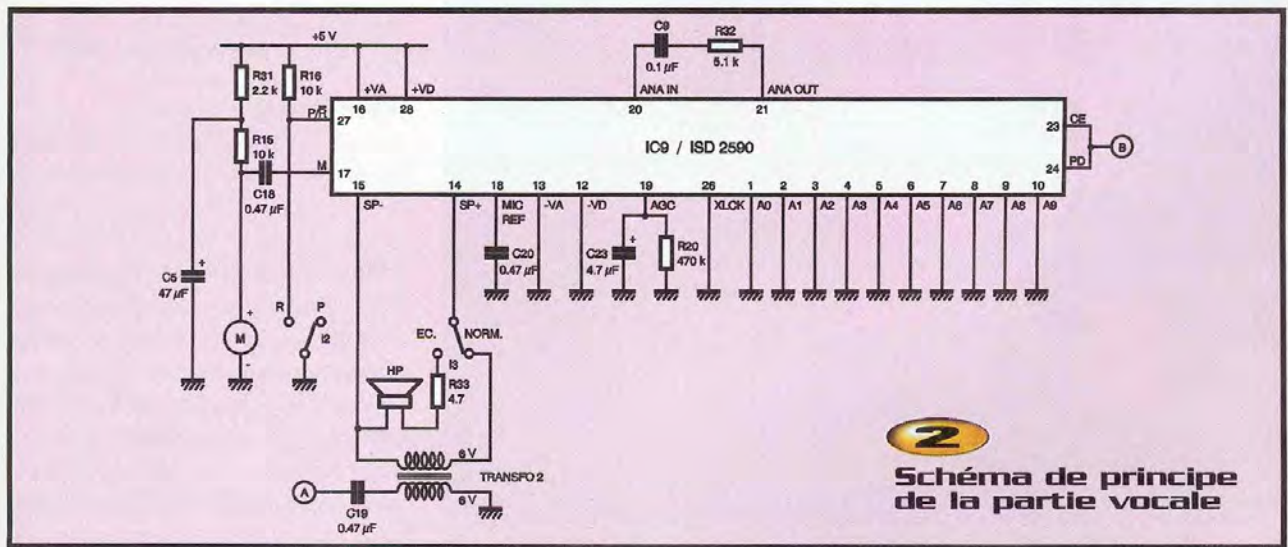 +5 V
C9
0.1 µF
R32
5.1 k
R31
2.2 k
R16
10 k
+VA
+VD
ANA IN
ANA OUT
16
28
20
21
P/R
27
23
CE
IC9 / ISD 2590
B
R15
10 k
M
17
24
PD
C18
0.47 µF
15
14
18
13
12
19
26
1
2
3
4
5
6
7
8
9
10
SP-
SP+
MIC
REF
-VA
-VD
AGC
XLCK
A0
A1
A2
A3
A4
A5
A6
A7
A8
A9
C5
47 µF
+
C20
0.47 µF
C23
4.7 µF
+
R20
470 k
R
P
I2
+
M
-
EC.
NORM.
I3
HP
R33
4.7
6 V
TRANSFO 2
A
6 V
C19
0.47 µF
2
Schéma de principe
de la partie vocale